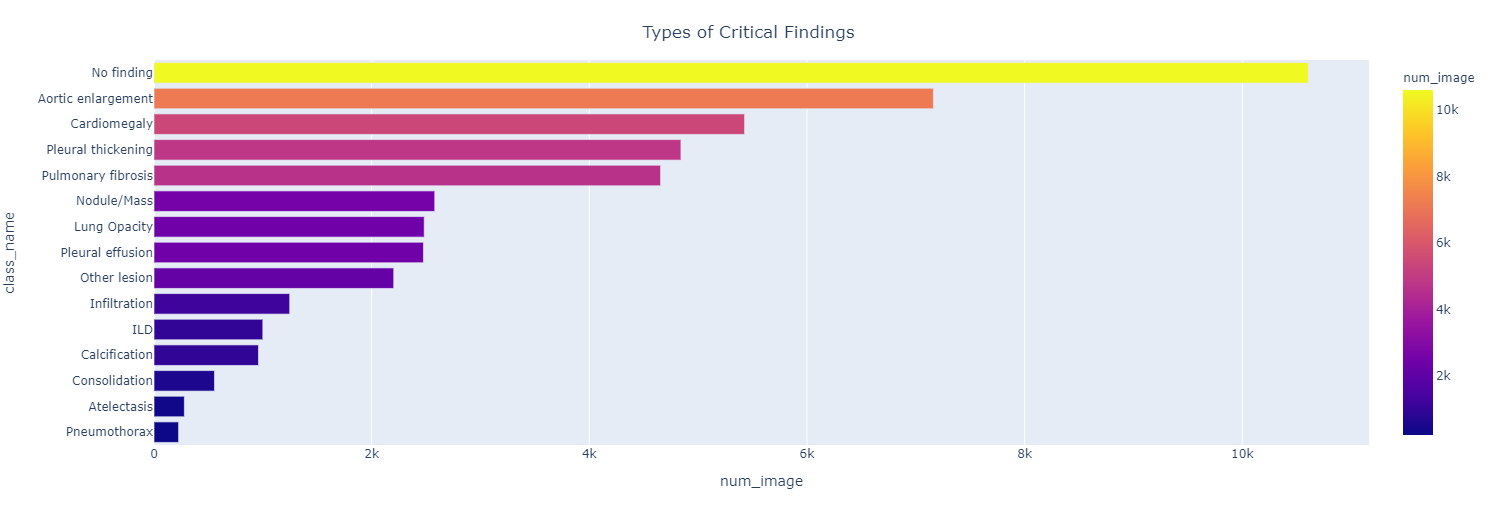 Types of Critical Findings
class_name
No finding
Aortic enlargement
Cardiomegaly
Pleural thickening
Pulmonary fibrosis
Nodule/Mass
Lung Opacity
Pleural effusion
Other lesion
Infiltration
ILD
Calcification
Consolidation
Atelectasis
Pneumothorax
0 2k 4k 6k 8k 10k
num_image
num_image
10k
8k
6k
4k
2k